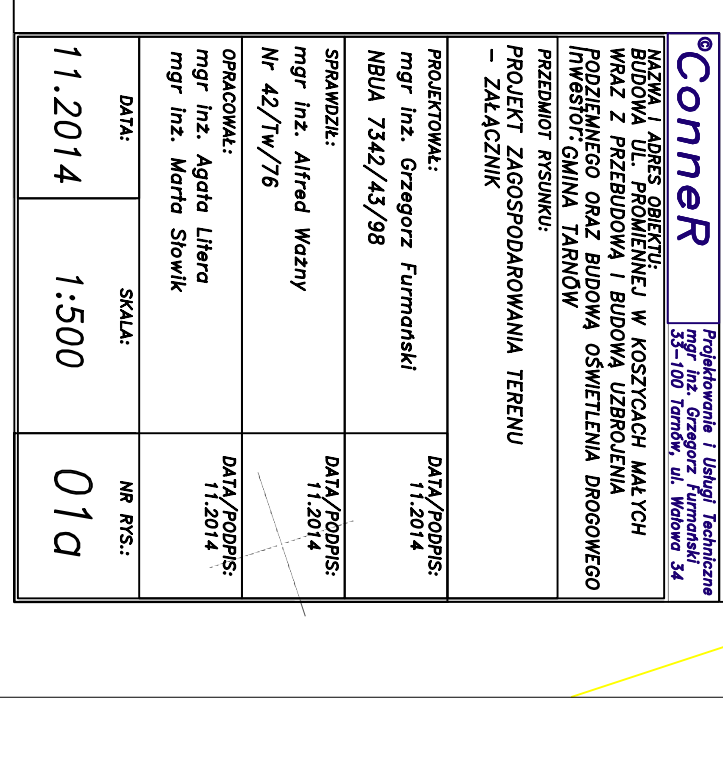 ©ConneR
Projektowanie i Usługi Techniczne
mgr inż. Grzegorz Furmański
33-100 Tarnów, ul. Wałowa 34
NAZWA I ADRES OBIEKTU:
BUDOWA UL. PROMIENNEJ W KOSZYCACH MAŁYCH
WRAZ Z PRZEBUDOWĄ I BUDOWĄ UZBROJENIA
PODZIEMNEGO ORAZ BUDOWĄ OŚWIETLENIA DROGOWEGO
Inwestor: GMINA TARNÓW
PRZEDMIOT RYSUNKU:
PROJEKT ZAGOSPODAROWANIA TERENU
- ZAŁĄCZNIK
PROJEKTOWAŁ:
mgr inż. Grzegorz Furmański
NBUA 7342/43/98
DATA/PODPIS:
11.2014
SPRAWDZIŁ:
mgr inż. Alfred Ważny
Nr 42/Tw/76
DATA/PODPIS:
11.2014
OPRACOWAŁ:
mgr inż. Agata Litera
mgr inż. Marta Słowik
DATA/PODPIS:
11.2014
DATA:
11.2014
SKALA:
1:500
NR RYS.:
01a